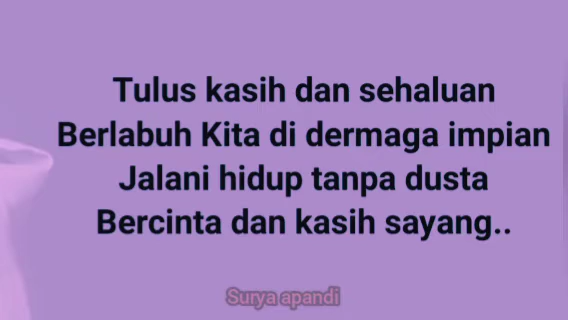 Tulus kasih dan sehaluan
Berlabuh Kita di dermaga impian
Jalani hidup tanpa dusta
Bercinta dan kasih sayang..
Surya apandi